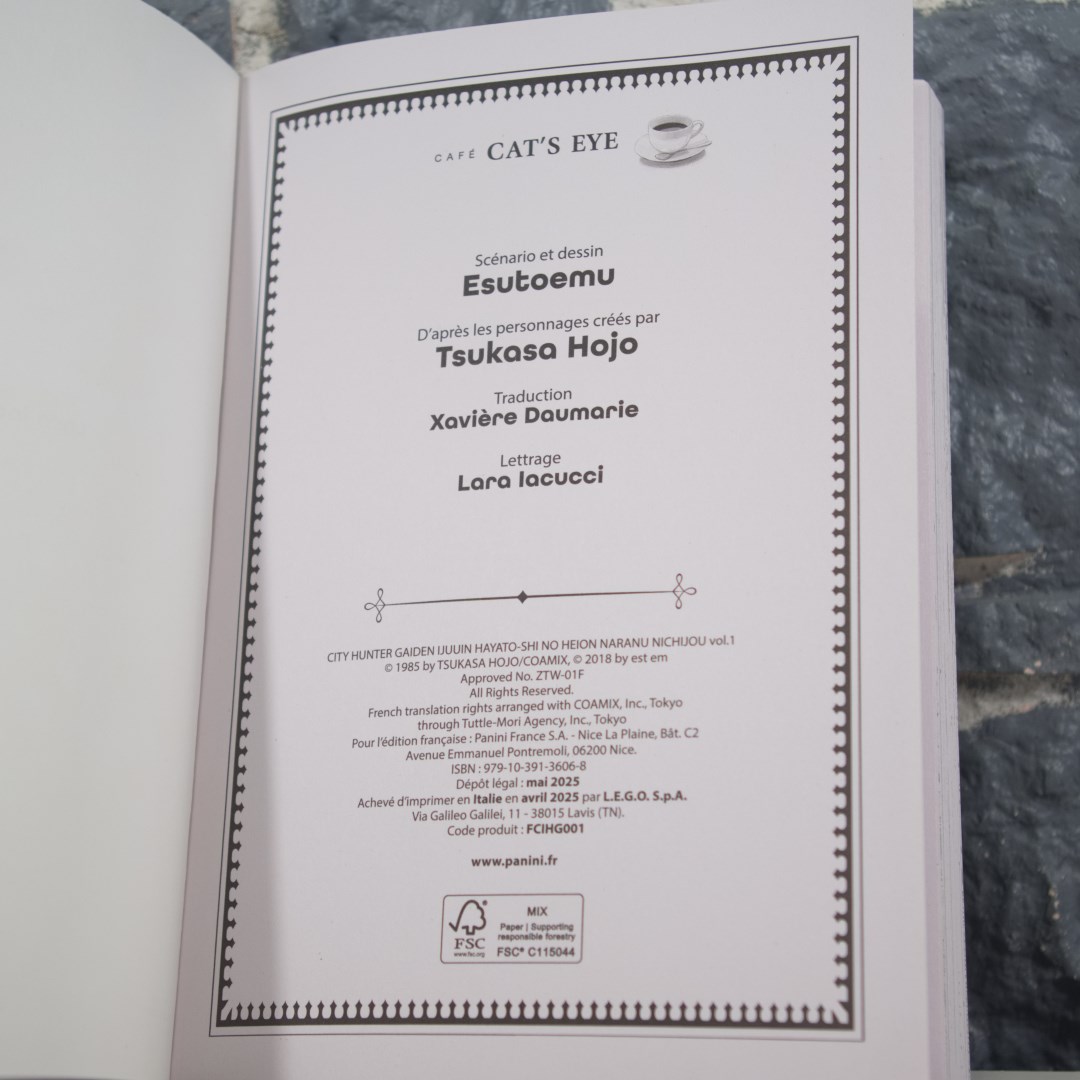 CAFÉ CAT'S EYE
Scénario et dessin
Esutoemu
D'après les personnages créés par
Tsukasa Hojo
Traduction
Xavière Daumarie
Lettrage
Lara Iacucci
CITY HUNTER GAIDEN IJUUIN HAYATO-SHI NO HEION NARANU NICHIJOU vol.1
© 1985 by TSUKASA HOJO/COAMIX, © 2018 by est em
Approved No. ZTW-01F
All Rights Reserved.
French translation rights arranged with COAMIX, Inc., Tokyo
through Tuttle-Mori Agency, Inc., Tokyo
Pour l'édition française : Panini France S.A. - Nice La Plaine, Bât. C2
Avenue Emmanuel Pontremoli, 06200 Nice.
ISBN : 979-10-391-3606-8
Dépôt légal : mai 2025
Achevé d'imprimer en Italie en avril 2025 par L.E.G.O. S.p.A.
Via Galileo Galilei, 11 - 38015 Lavis (TN).
Code produit : FCIHG001
www.panini.fr
FSC
www.fsc.org
MIX
Paper | Supporting
responsible forestry
FSC® C115044